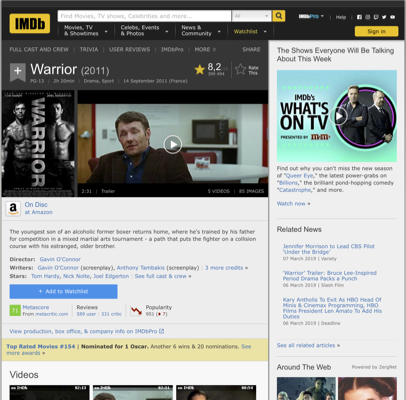 IMDb
Find Movies, TV shows, Celebrities and more...
All
IMDbPro
Help
Movies, TV & Showtimes
Celebs, Events & Photos
News & Community
Watchlist
Sign in
FULL CAST AND CREW | TRIVIA | USER REVIEWS | IMDbPro | MORE
SHARE
Warrior (2011)
PG-13 | 2h 20min | Drama, Sport | 14 September 2011 (France)
8,2
Rate This
WARRIOR
2:31 | Trailer
5 VIDEOS | 85 IMAGES
On Disc
at Amazon
The youngest son of an alcoholic former boxer returns home, where he's trained by his father
for competition in a mixed martial arts tournament - a path that puts the fighter on a collision
course with his estranged, older brother.
Director: Gavin O'Connor
Writers: Gavin O'Connor (screenplay), Anthony Tambakis (screenplay) | 3 more credits »
Stars: Tom Hardy, Nick Nolte, Joel Edgerton | See full cast & crew »
+ Add to Watchlist
71
Metascore
From metacritic.com
Reviews
589 user | 331 critic
Popularity
View production, box office, & company info on IMDbPro
Top Rated Movies #154 | Nominated for 1 Oscar. Another 6 wins & 20 nominations. See
more awards »
Videos
The Shows Everyone Will Be Talking
About This Week
IMDb's
WHAT'S
ON TV
PRESENTED BY
Find out why you can't miss the new season
of "Queer Eye," the latest power-grabs on
"Billions," the brilliant pond-hopping comedy
"Catastrophe," and more.
Watch now »
Related News
Jennifer Morrison to Lead CBS Pilot
'Under the Bridge'
07 March 2019 | Variety
'Warrior' Trailer: Bruce Lee-Inspired
Period Drama Packs a Punch
06 March 2019 | Slash Film
Kary Antholis To Exit As HBO Head Of
Minis & Cinemax Programming; HBO
Films President Len Amato To Add His
Duties
06 March 2019 | Deadline
See all related articles »
Around The Web
Powered by ZergNet